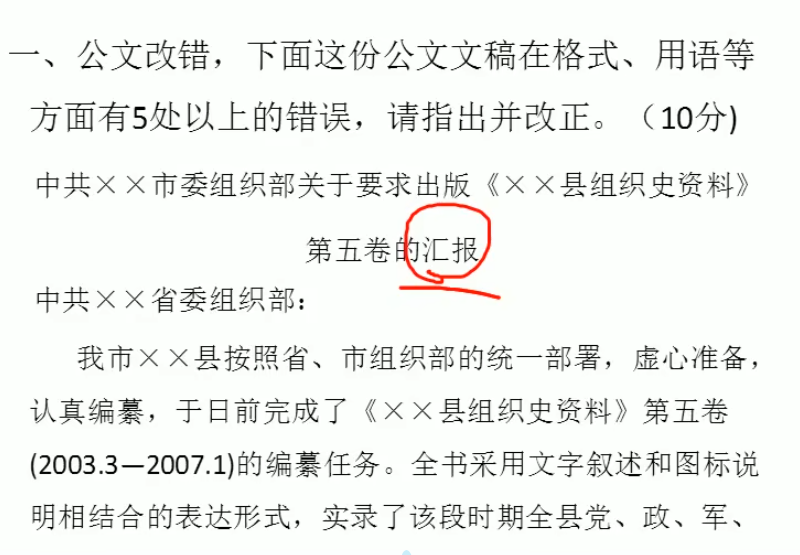 一、公文改错，下面这份公文文稿在格式、用语等
方面有5处以上的错误，请指出并改正。（10分)
中共××市委组织部关于要求出版《××县组织史资料》
第五卷的汇报
中共××省委组织部：
我市××县按照省、市组织部的统一部署，虚心准备，
认真编纂，于日前完成了《××县组织史资料》第五卷
(2003.3—2007.1)的编纂任务。全书采用文字叙述和图标说
明相结合的表达形式，实录了该段时期全县党、政、军、